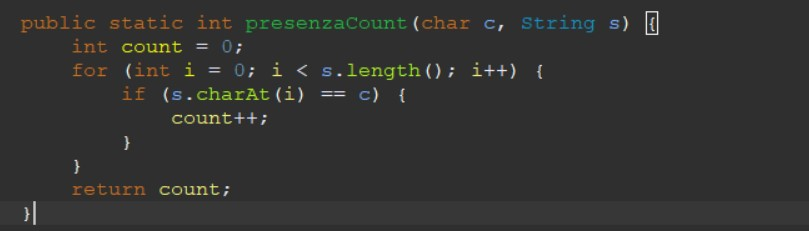 public static int presenzaCount(char c, String s) {
    int count = 0;
    for (int i = 0; i < s.length(); i++) {
        if (s.charAt(i) == c) {
            count++;
        }
    }
    return count;
}